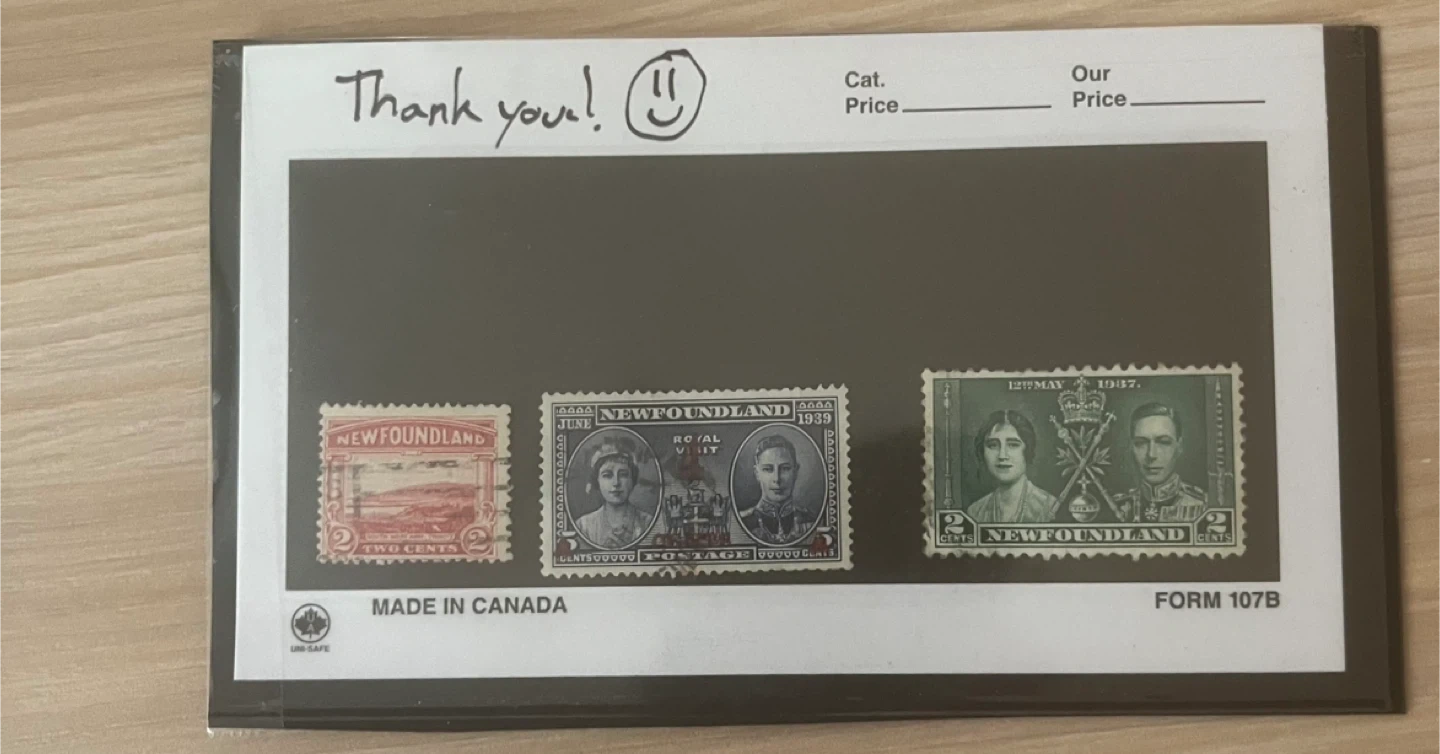 Thank you!
Cat.
Price
Our
Price
NEWFOUNDLAND
2 2
TWO CENTS
NEWFOUNDLAND
JUNE 1939
ROYAL
VISIT
5 5
CENTS POSTAGE CENTS
12TH MAY 1937.
2 2
CENTS NEWFOUNDLAND CENTS
MADE IN CANADA
FORM 107B
UNI-SAFE